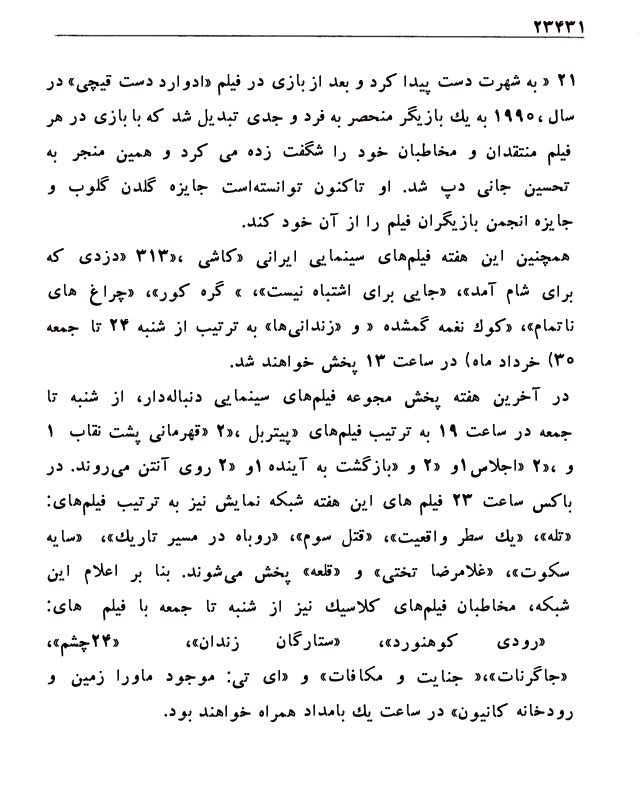 ۲۳۴۳۱
۲۱ « به شهرت دست پیدا کرد و بعد از بازی در فیلم «ادوارد دست قیچی» در
سال ،۱۹۹۰ به یك بازیگر منحصر به فرد و جدی تبدیل شد که با بازی در هر
فیلم منتقدان و مخاطبان خود را شگفت زده می کرد و همین منجر به
تحسین جانی دپ شد. او تاکنون توانسته‌است جایزه گلدن گلوب و
جایزه انجمن بازیگران فیلم را از آن خود کند.
همچنین این هفته فیلم‌های سینمایی ایرانی «کاشی ،«۳۱۳ «دزدی که
برای شام آمد»، «جایی برای اشتباه نیست»، » گره کور»، «چراغ های
ناتمام»، «کوك نغمه گمشده « و «زندانی‌ها» به ترتیب از شنبه ۲۴ تا جمعه
۳۰) خرداد ماه) در ساعت ۱۳ پخش خواهند شد.
در آخرین هفته پخش مجوعه فیلم‌های سینمایی دنباله‌دار، از شنبه تا
جمعه در ساعت ۱۹ به ترتیب فیلم‌های «پیتربل ،«۲ «قهرمانی پشت نقاب ۱
و ،«۲ «اجلاس۱و «۲ و «بازگشت به آینده۱و «۲ روی آنتن می‌روند. در
باکس ساعت ۲۳ فیلم های این هفته شبکه نمایش نیز به ترتیب فیلم‌های:
«تله»، «یك سطر واقعیت»، «قتل سوم»، «روباه در مسیر تاریك»، «سایه
سکوت»، «غلامرضا تختی» و «قلعه» پخش می‌شوند. بنا بر اعلام این
شبکه، مخاطبان فیلم‌های کلاسیك نیز از شنبه تا جمعه با فیلم های:
«رودی کوهنورد»، «ستارگان زندان»، «۲۴چشم»،
«جاگرنات»،« جنایت و مکافات» و «ای تی: موجود ماورا زمین و
رودخانه کانیون» در ساعت یك بامداد همراه خواهند بود.